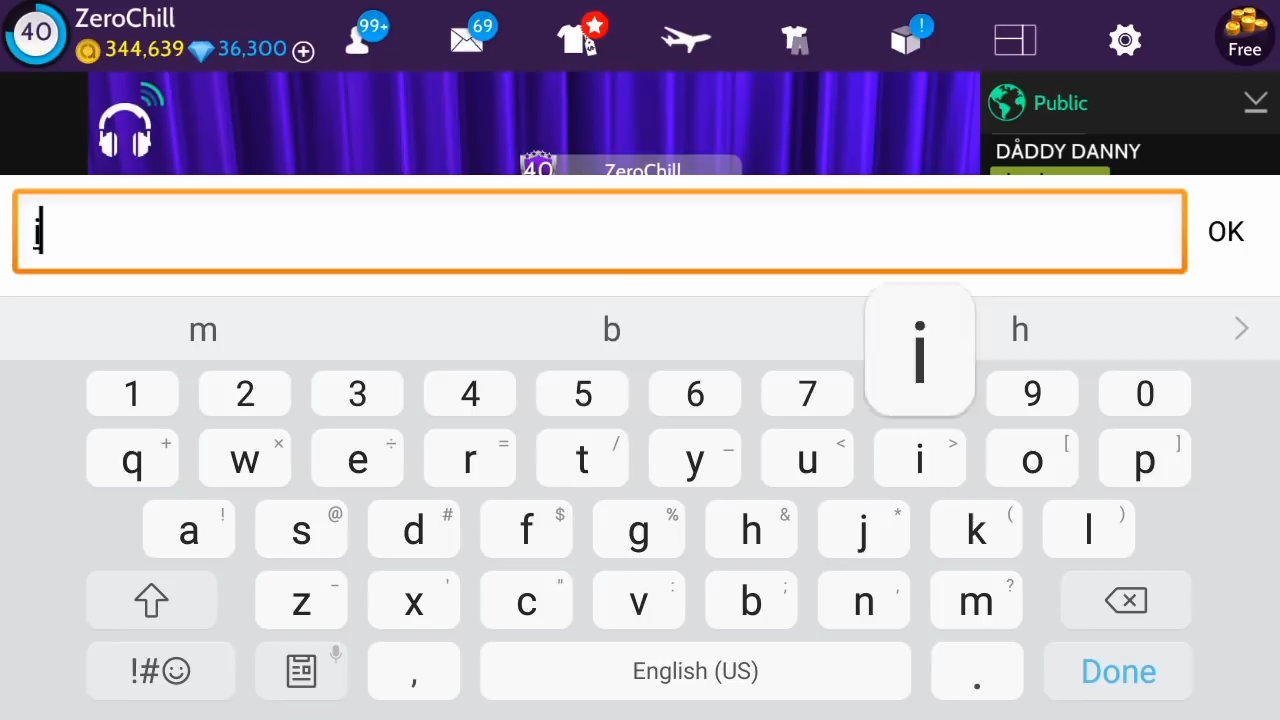 40 ZeroChill 99+ 69 !
344,639 36,300 Free
Public
DÅDDY DANNY
40 ZeroChill
i OK
m b h
i
1 2 3 4 5 6 7 9 0
q + w × e ÷ r = t / y _ u < i > o [ p ]
a ! s @ d # f $ g % h & j * k ( l )
z - x ' c " v : b ; n , m ?
!#☺ , English (US) . Done